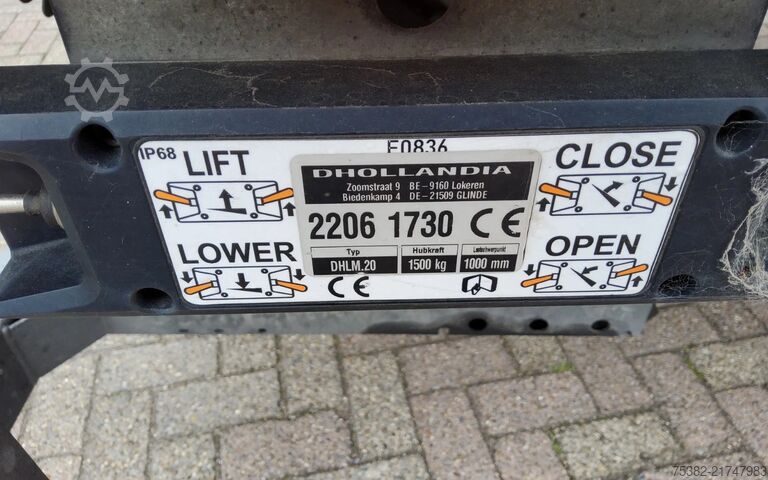 IP68
LIFT
LOWER
E0836
DHOLLANDIA
Zoomstraat 9 BE-9160 Lokeren
Biedenkamp 4 DE-21509 GLINDE
2206 1730 CE
Typ Hubkraft Lastschwerpunkt
DHLM.20 1500 kg 1000 mm
CE
CLOSE
OPEN
75382-21747983